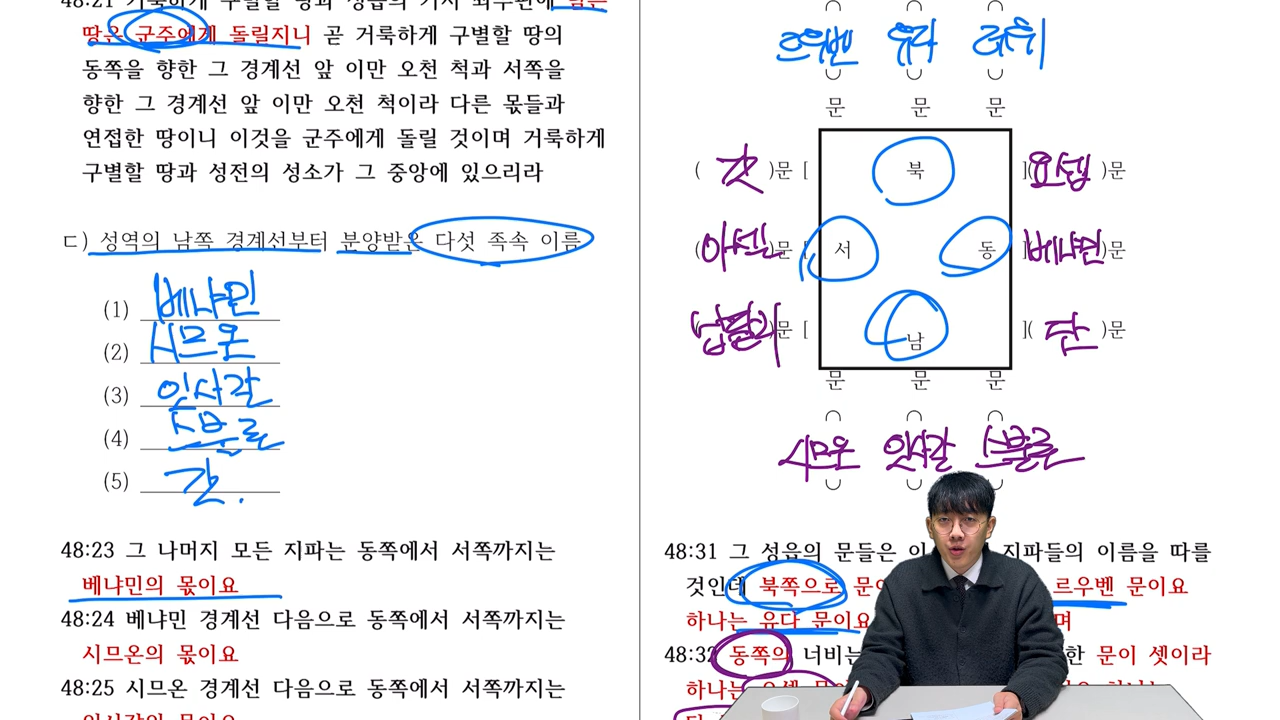 48:21 거룩하게 구별할 땅과 성읍의 기지 좌우편에 남은
땅은 군주에게 돌릴지니 곧 거룩하게 구별할 땅의
동쪽을 향한 그 경계선 앞 이만 오천 척과 서쪽을
향한 그 경계선 앞 이만 오천 척이라 다른 몫들과
연접한 땅이니 이것을 군주에게 돌릴 것이며 거룩하게
구별할 땅과 성전의 성소가 그 중앙에 있으리라
ㄷ) 성역의 남쪽 경계선부터 분양받은 다섯 족속 이름
(1) 베냐민
(2) 시므온
(3) 잇사갈
(4) 스불론
(5) 갓.
48:23 그 나머지 모든 지파는 동쪽에서 서쪽까지는
베냐민의 몫이요
48:24 베냐민 경계선 다음으로 동쪽에서 서쪽까지는
시므온의 몫이요
48:25 시므온 경계선 다음으로 동쪽에서 서쪽까지는
잇사갈의 몫이요
르우벤 유다 레위
문 문 문
( 갓 )문 [ 북 ]( 요셉 )문
( 아셀 )문 [ 서 동 ]( 베냐민 )문
( 납달리 )문 [ 남 ]( 단 )문
문 문 문
시므온 잇사갈 스불론
48:31 그 성읍의 문들은 이 지파들의 이름을 따를
것인데 북쪽으로 문이 르우벤 문이요
하나는 유다 문이요 며
48:32 동쪽의 너비는 한 문이 셋이라
하나는 요셉 문이 하나는
단